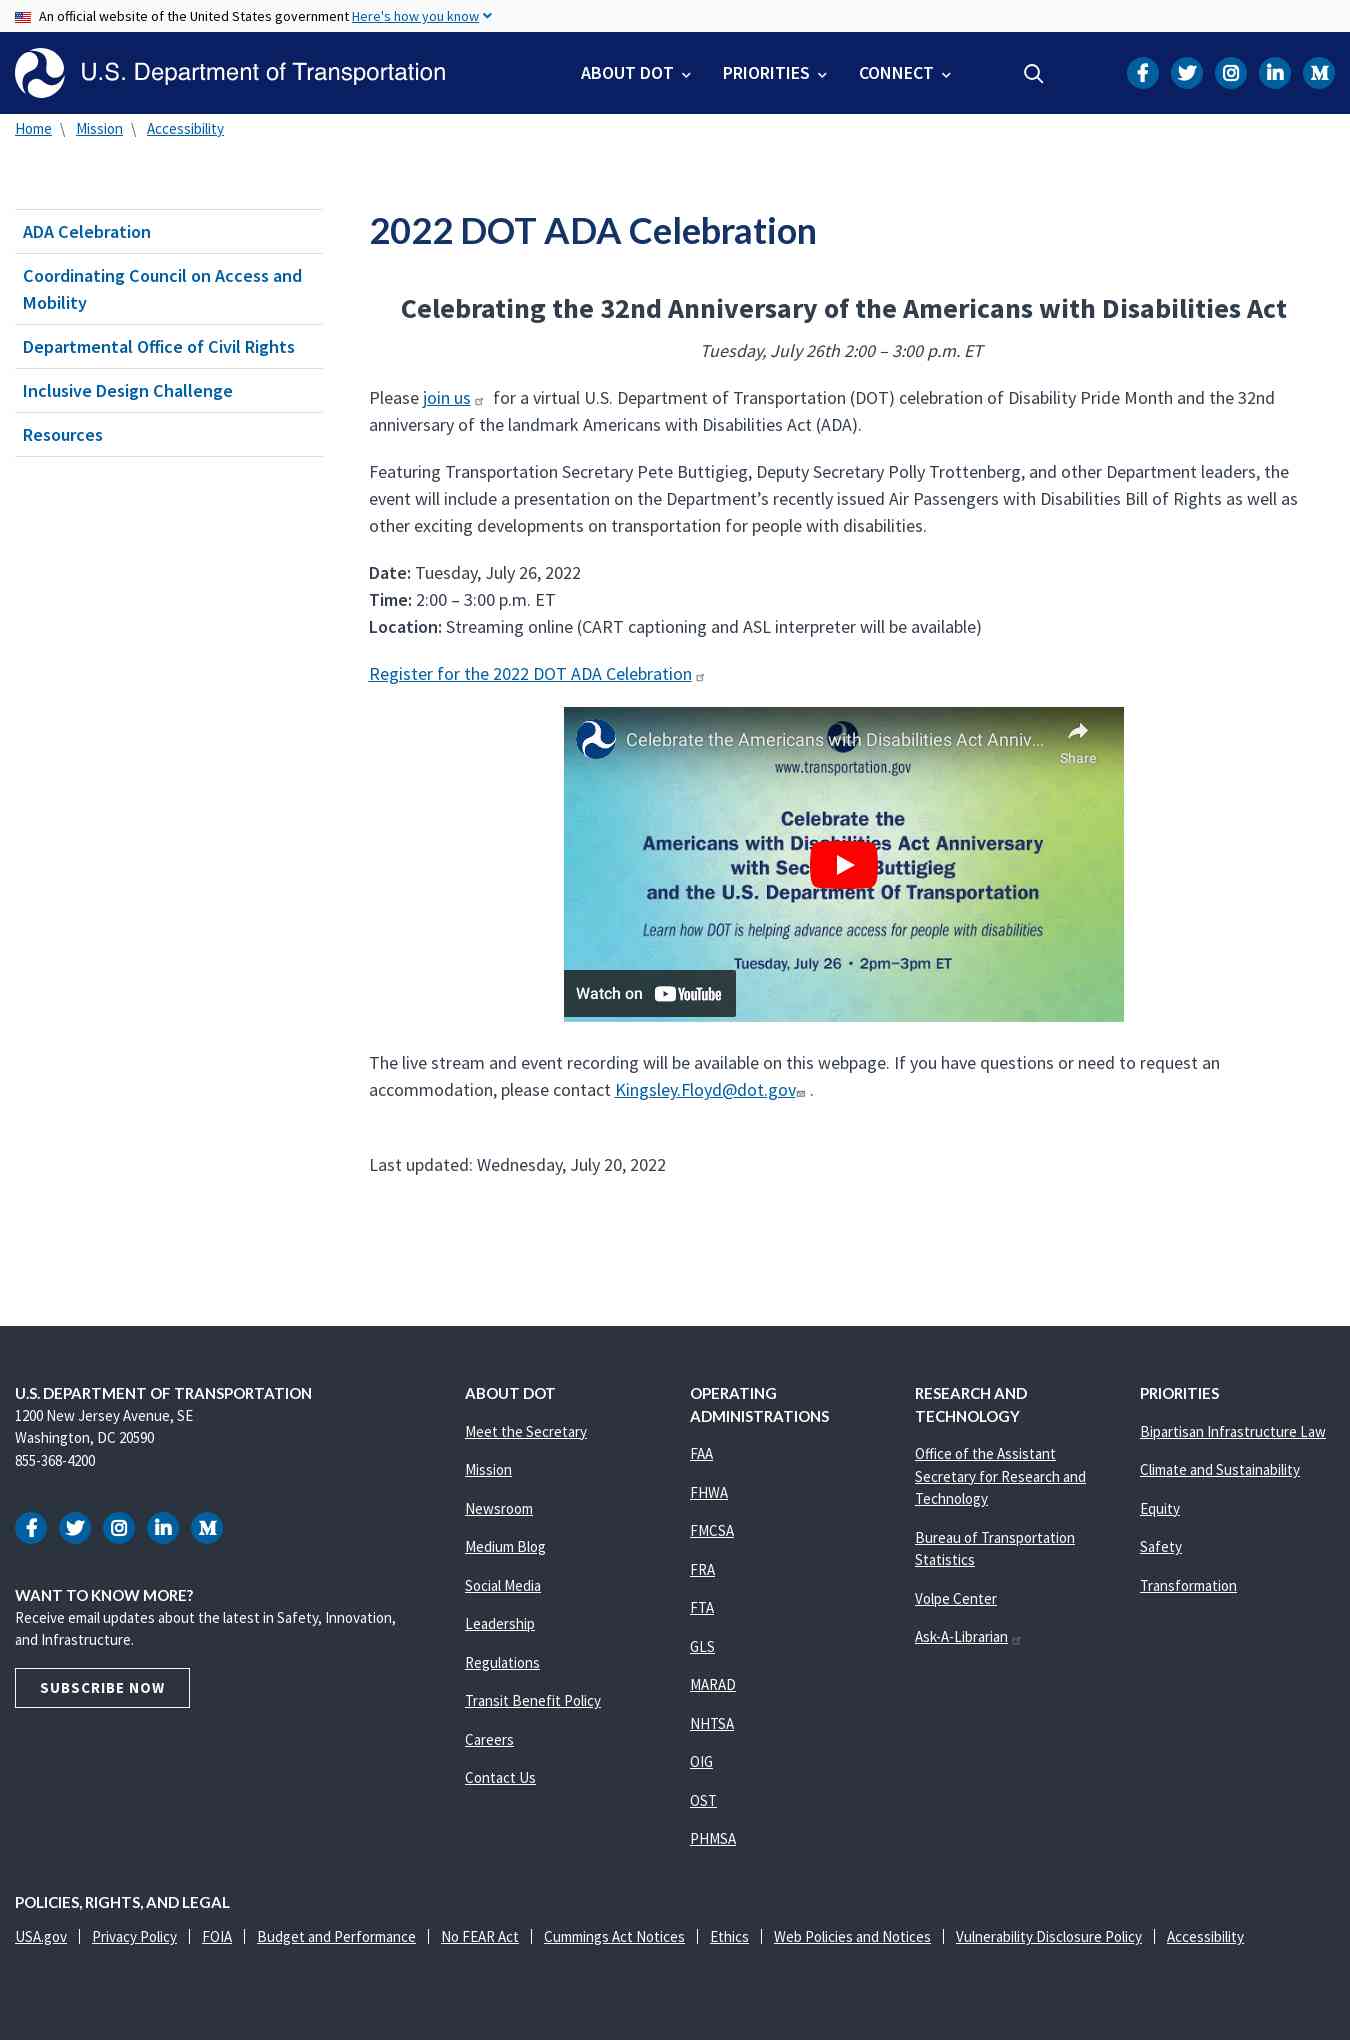 An official website of the United States government Here's how you know
U.S. Department of Transportation
ABOUT DOT PRIORITIES CONNECT
Home \ Mission \ Accessibility
ADA Celebration
Coordinating Council on Access and
Mobility
Departmental Office of Civil Rights
Inclusive Design Challenge
Resources
2022 DOT ADA Celebration
Celebrating the 32nd Anniversary of the Americans with Disabilities Act
Tuesday, July 26th 2:00 – 3:00 p.m. ET
Please join us for a virtual U.S. Department of Transportation (DOT) celebration of Disability Pride Month and the 32nd
anniversary of the landmark Americans with Disabilities Act (ADA).
Featuring Transportation Secretary Pete Buttigieg, Deputy Secretary Polly Trottenberg, and other Department leaders, the
event will include a presentation on the Department’s recently issued Air Passengers with Disabilities Bill of Rights as well as
other exciting developments on transportation for people with disabilities.
Date: Tuesday, July 26, 2022
Time: 2:00 – 3:00 p.m. ET
Location: Streaming online (CART captioning and ASL interpreter will be available)
Register for the 2022 DOT ADA Celebration
Celebrate the Americans with Disabilities Act Anniv...
Share
www.transportation.gov
Celebrate the
Americans with Disabilities Act Anniversary
with Sec Buttigieg
and the U.S. Department Of Transportation
Learn how DOT is helping advance access for people with disabilities
Tuesday, July 26 • 2pm–3pm ET
Watch on YouTube
The live stream and event recording will be available on this webpage. If you have questions or need to request an
accommodation, please contact Kingsley.Floyd@dot.gov .
Last updated: Wednesday, July 20, 2022
U.S. DEPARTMENT OF TRANSPORTATION
1200 New Jersey Avenue, SE
Washington, DC 20590
855-368-4200
WANT TO KNOW MORE?
Receive email updates about the latest in Safety, Innovation,
and Infrastructure.
SUBSCRIBE NOW
ABOUT DOT
Meet the Secretary
Mission
Newsroom
Medium Blog
Social Media
Leadership
Regulations
Transit Benefit Policy
Careers
Contact Us
OPERATING
ADMINISTRATIONS
FAA
FHWA
FMCSA
FRA
FTA
GLS
MARAD
NHTSA
OIG
OST
PHMSA
RESEARCH AND
TECHNOLOGY
Office of the Assistant
Secretary for Research and
Technology
Bureau of Transportation
Statistics
Volpe Center
Ask-A-Librarian
PRIORITIES
Bipartisan Infrastructure Law
Climate and Sustainability
Equity
Safety
Transformation
POLICIES, RIGHTS, AND LEGAL
USA.gov Privacy Policy FOIA Budget and Performance No FEAR Act Cummings Act Notices Ethics Web Policies and Notices Vulnerability Disclosure Policy Accessibility